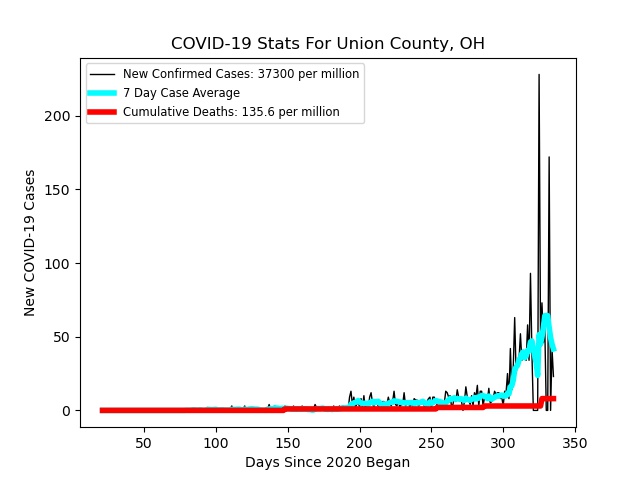 COVID-19 Stats For Union County, OH
New Confirmed Cases: 37300 per million
7 Day Case Average
Cumulative Deaths: 135.6 per million
New COVID-19 Cases
200
150
100
50
0
50
100
150
200
250
300
350
Days Since 2020 Began